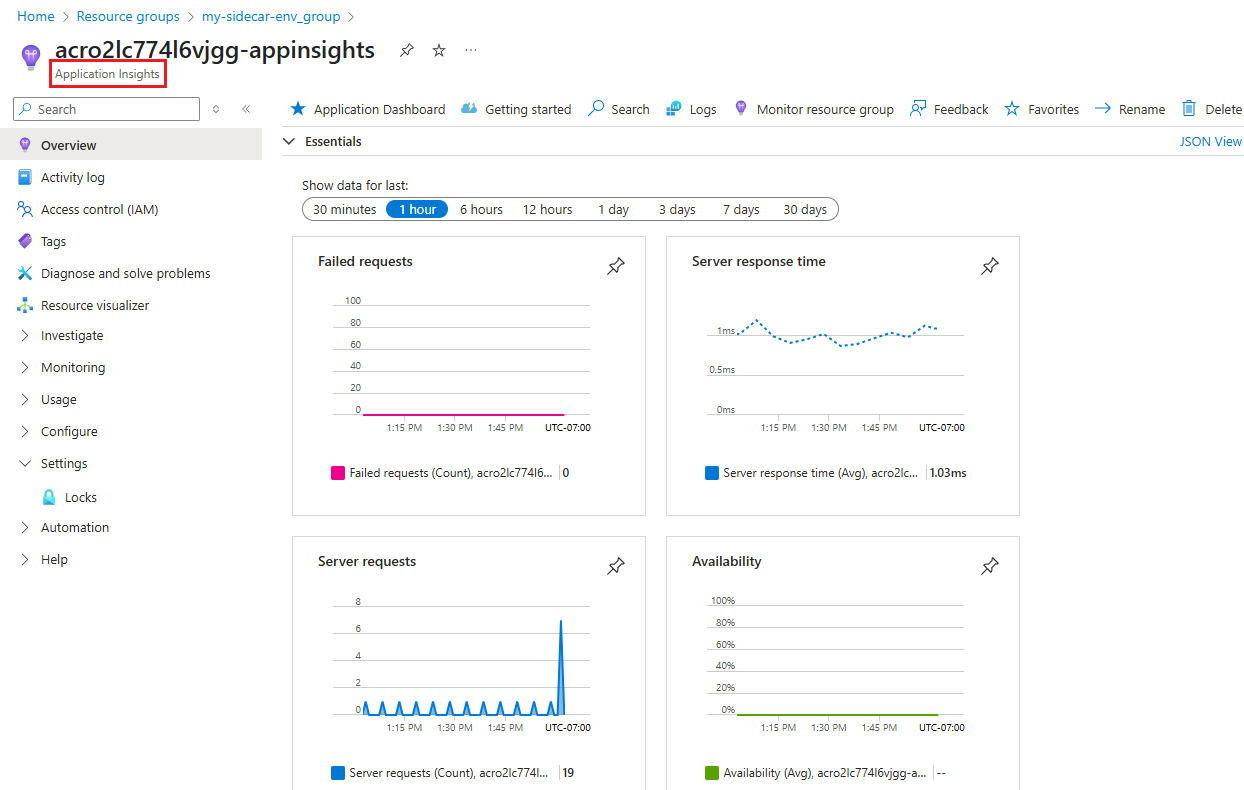 Home > Resource groups > my-sidecar-env_group >
acro2lc774l6vjgg-appinsights
Application Insights
Search
Application Dashboard Getting started Search Logs Monitor resource group Feedback Favorites Rename Delete
Overview
Activity log
Access control (IAM)
Tags
Diagnose and solve problems
Resource visualizer
Investigate
Monitoring
Usage
Configure
Settings
Locks
Automation
Help
Essentials
JSON View
Show data for last:
30 minutes 1 hour 6 hours 12 hours 1 day 3 days 7 days 30 days
Failed requests
100
80
60
40
20
0
1:15 PM 1:30 PM 1:45 PM UTC-07:00
Failed requests (Count), acro2lc774l6... 0
Server response time
1ms
0.5ms
0ms
1:15 PM 1:30 PM 1:45 PM UTC-07:00
Server response time (Avg), acro2lc... 1.03ms
Server requests
8
6
4
2
0
1:15 PM 1:30 PM 1:45 PM UTC-07:00
Server requests (Count), acro2lc774l... 19
Availability
100%
80%
60%
40%
20%
0%
1:15 PM 1:30 PM 1:45 PM UTC-07:00
Availability (Avg), acro2lc774l6vjgg-a... --